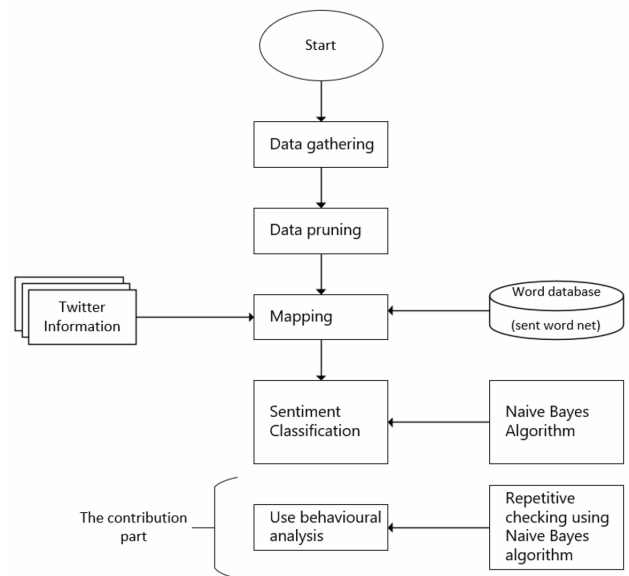 Start
Data gathering
Data pruning
Twitter
Information
Mapping
Word database
(sent word net)
Sentiment
Classification
Naive Bayes
Algorithm
The contribution
part
Use behavioural
analysis
Repetitive
checking using
Naive Bayes
algorithm